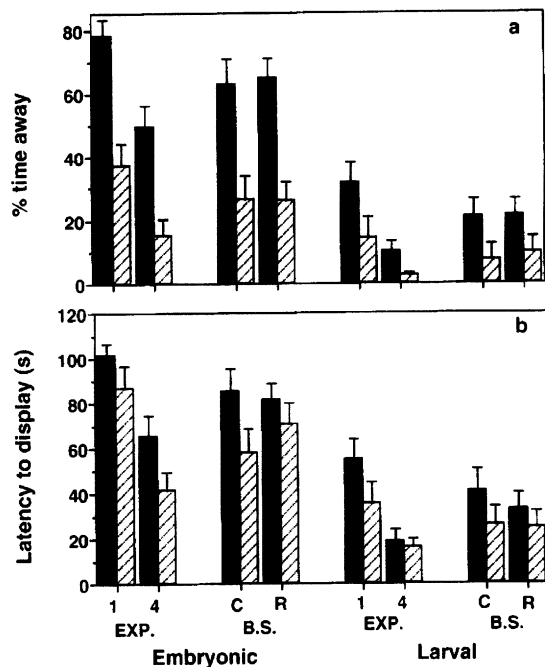 a
80
60
40
20
0
% time away
b
120
100
80
60
40
20
0
Latency to display (s)
1 4 C R 1 4 C R
EXP. B.S. EXP. B.S.
Embryonic Larval